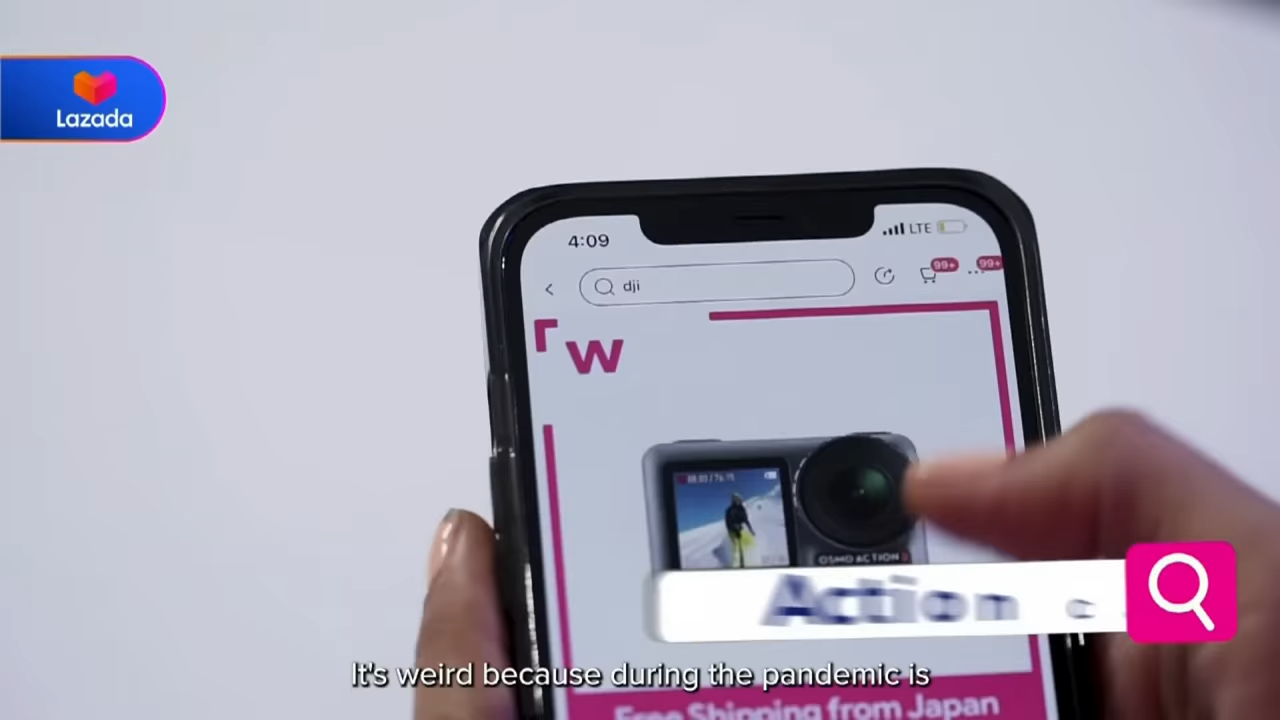 Lazada
4:09
LTE
dji
99+
99+
W
OSMO ACTION
Action
It's weird because during the pandemic is
Free Shipping from Japan